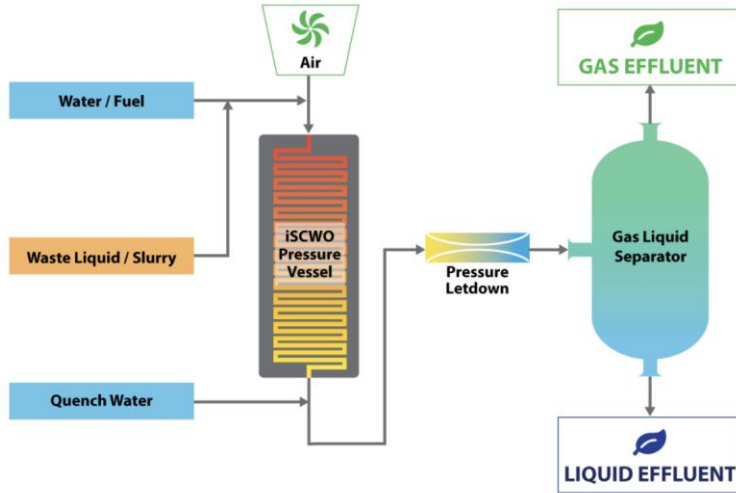 Air
GAS EFFLUENT
Water / Fuel
Waste Liquid / Slurry
iSCWO
Pressure
Vessel
Pressure
Letdown
Gas Liquid
Separator
Quench Water
LIQUID EFFLUENT